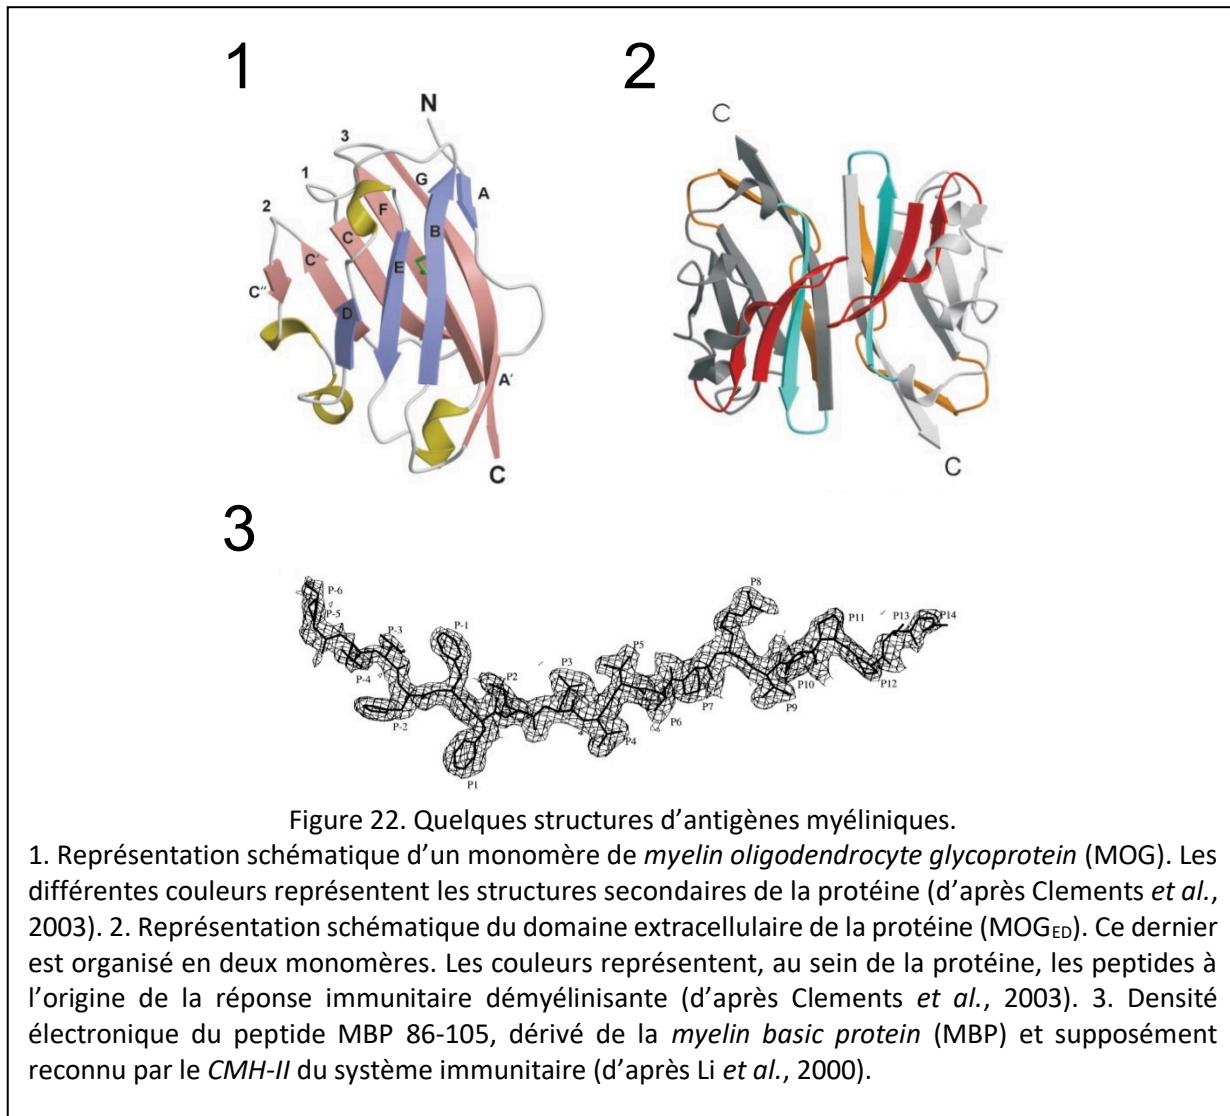 1
2
N
3
1
2
G
A
F
C
B
C'
E
C"
D
A'
C
C
C
3
P-6
P-5
P-4
P-3
P-2
P-1
P1
P2
P3
P4
P5
P6
P7
P8
P9
P10
P11
P12
P13
P14
Figure 22. Quelques structures d’antigènes myéliniques.
1. Représentation schématique d’un monomère de myelin oligodendrocyte glycoprotein (MOG). Les
différentes couleurs représentent les structures secondaires de la protéine (d’après Clements et al.,
2003). 2. Représentation schématique du domaine extracellulaire de la protéine (MOGED). Ce dernier
est organisé en deux monomères. Les couleurs représentent, au sein de la protéine, les peptides à
l’origine de la réponse immunitaire démyélinisante (d’après Clements et al., 2003). 3. Densité
électronique du peptide MBP 86-105, dérivé de la myelin basic protein (MBP) et supposément
reconnu par le CMH-II du système immunitaire (d’après Li et al., 2000).